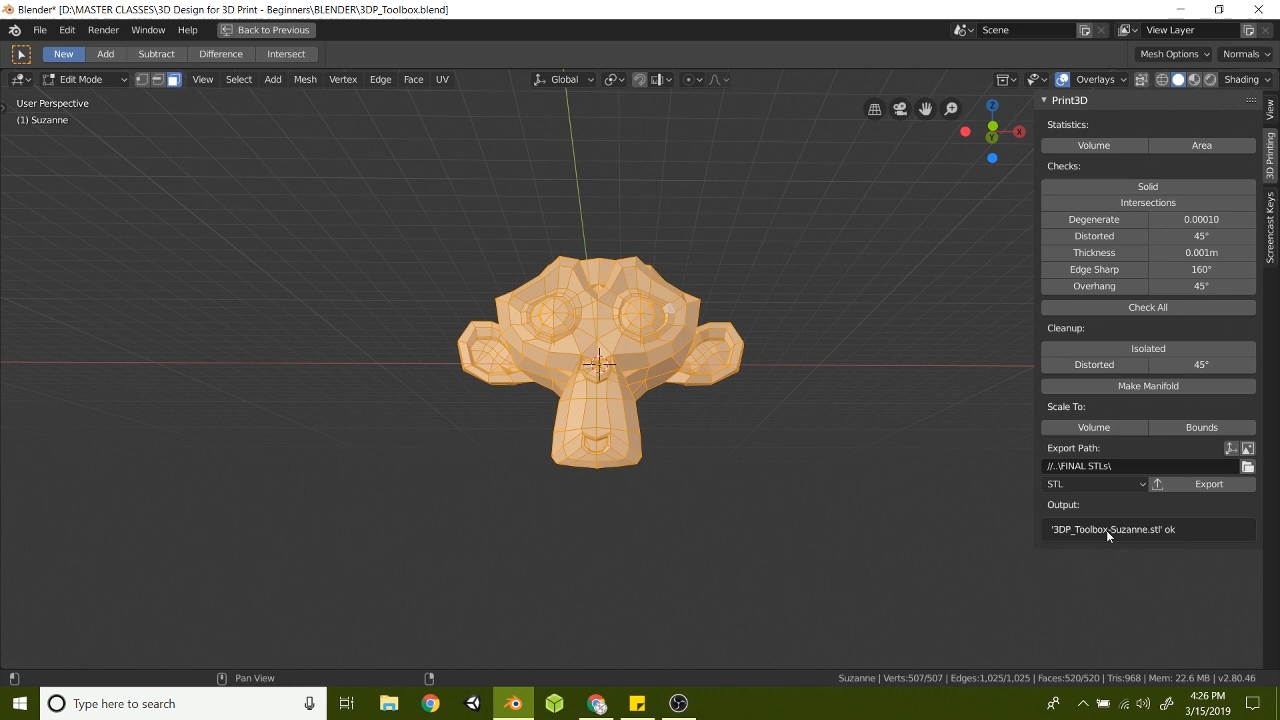 Blender* [D:\MASTER CLASSES\3D Design for 3D Print - Beginners\BLENDER\3DP_Toolbox.blend]
File Edit Render Window Help Back to Previous Scene View Layer
New Add Subtract Difference Intersect Mesh Options Normals
Edit Mode View Select Add Mesh Vertex Edge Face UV Global Overlays Shading
User Perspective
(1) Suzanne
Z
X
Y
Print3D
Statistics:
Volume Area
Checks:
Solid
Intersections
Degenerate 0.00010
Distorted 45°
Thickness 0.001m
Edge Sharp 160°
Overhang 45°
Check All
Cleanup:
Isolated
Distorted 45°
Make Manifold
Scale To:
Volume Bounds
Export Path:
//..\FINAL STLs\
STL Export
Output:
'3DP_Toolbox-Suzanne.stl' ok
View
3D Printing
Screencast Keys
Pan View
Suzanne | Verts:507/507 | Edges:1,025/1,025 | Faces:520/520 | Tris:968 | Mem: 22.6 MB | v2.80.46
Type here to search
4:26 PM
3/15/2019